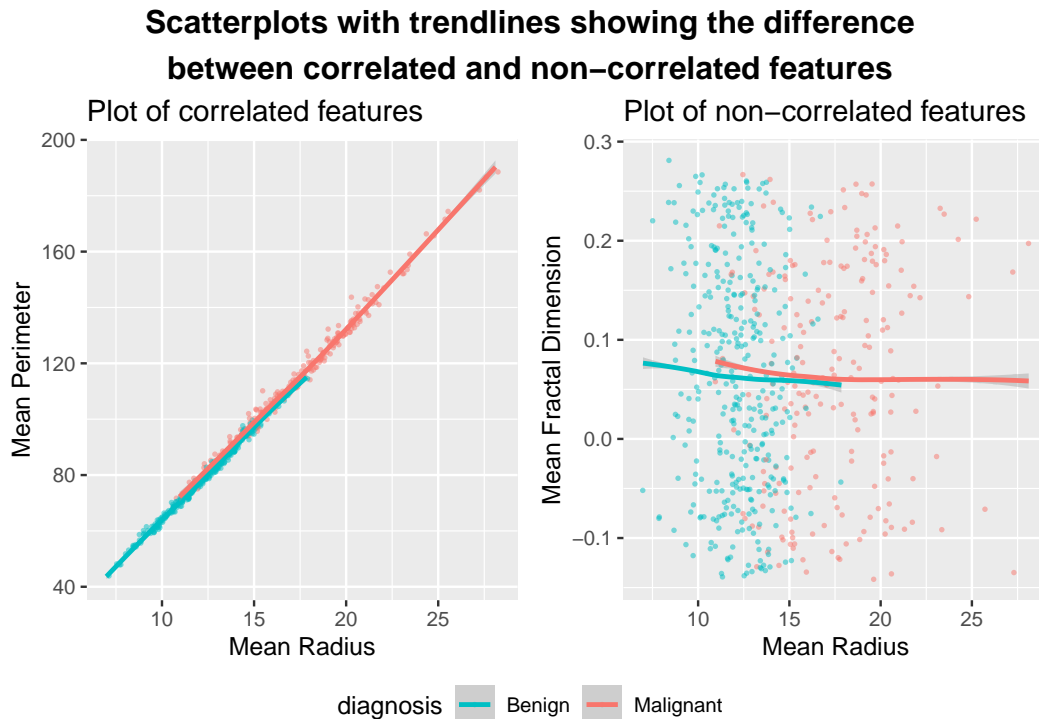 Scatterplots with trendlines showing the difference
between correlated and non−correlated features
Plot of correlated features
200
160
120
80
40
Mean Perimeter
10 15 20 25
Mean Radius
Plot of non−correlated features
0.3
0.2
0.1
0.0
−0.1
Mean Fractal Dimension
10 15 20 25
Mean Radius
diagnosis Benign Malignant